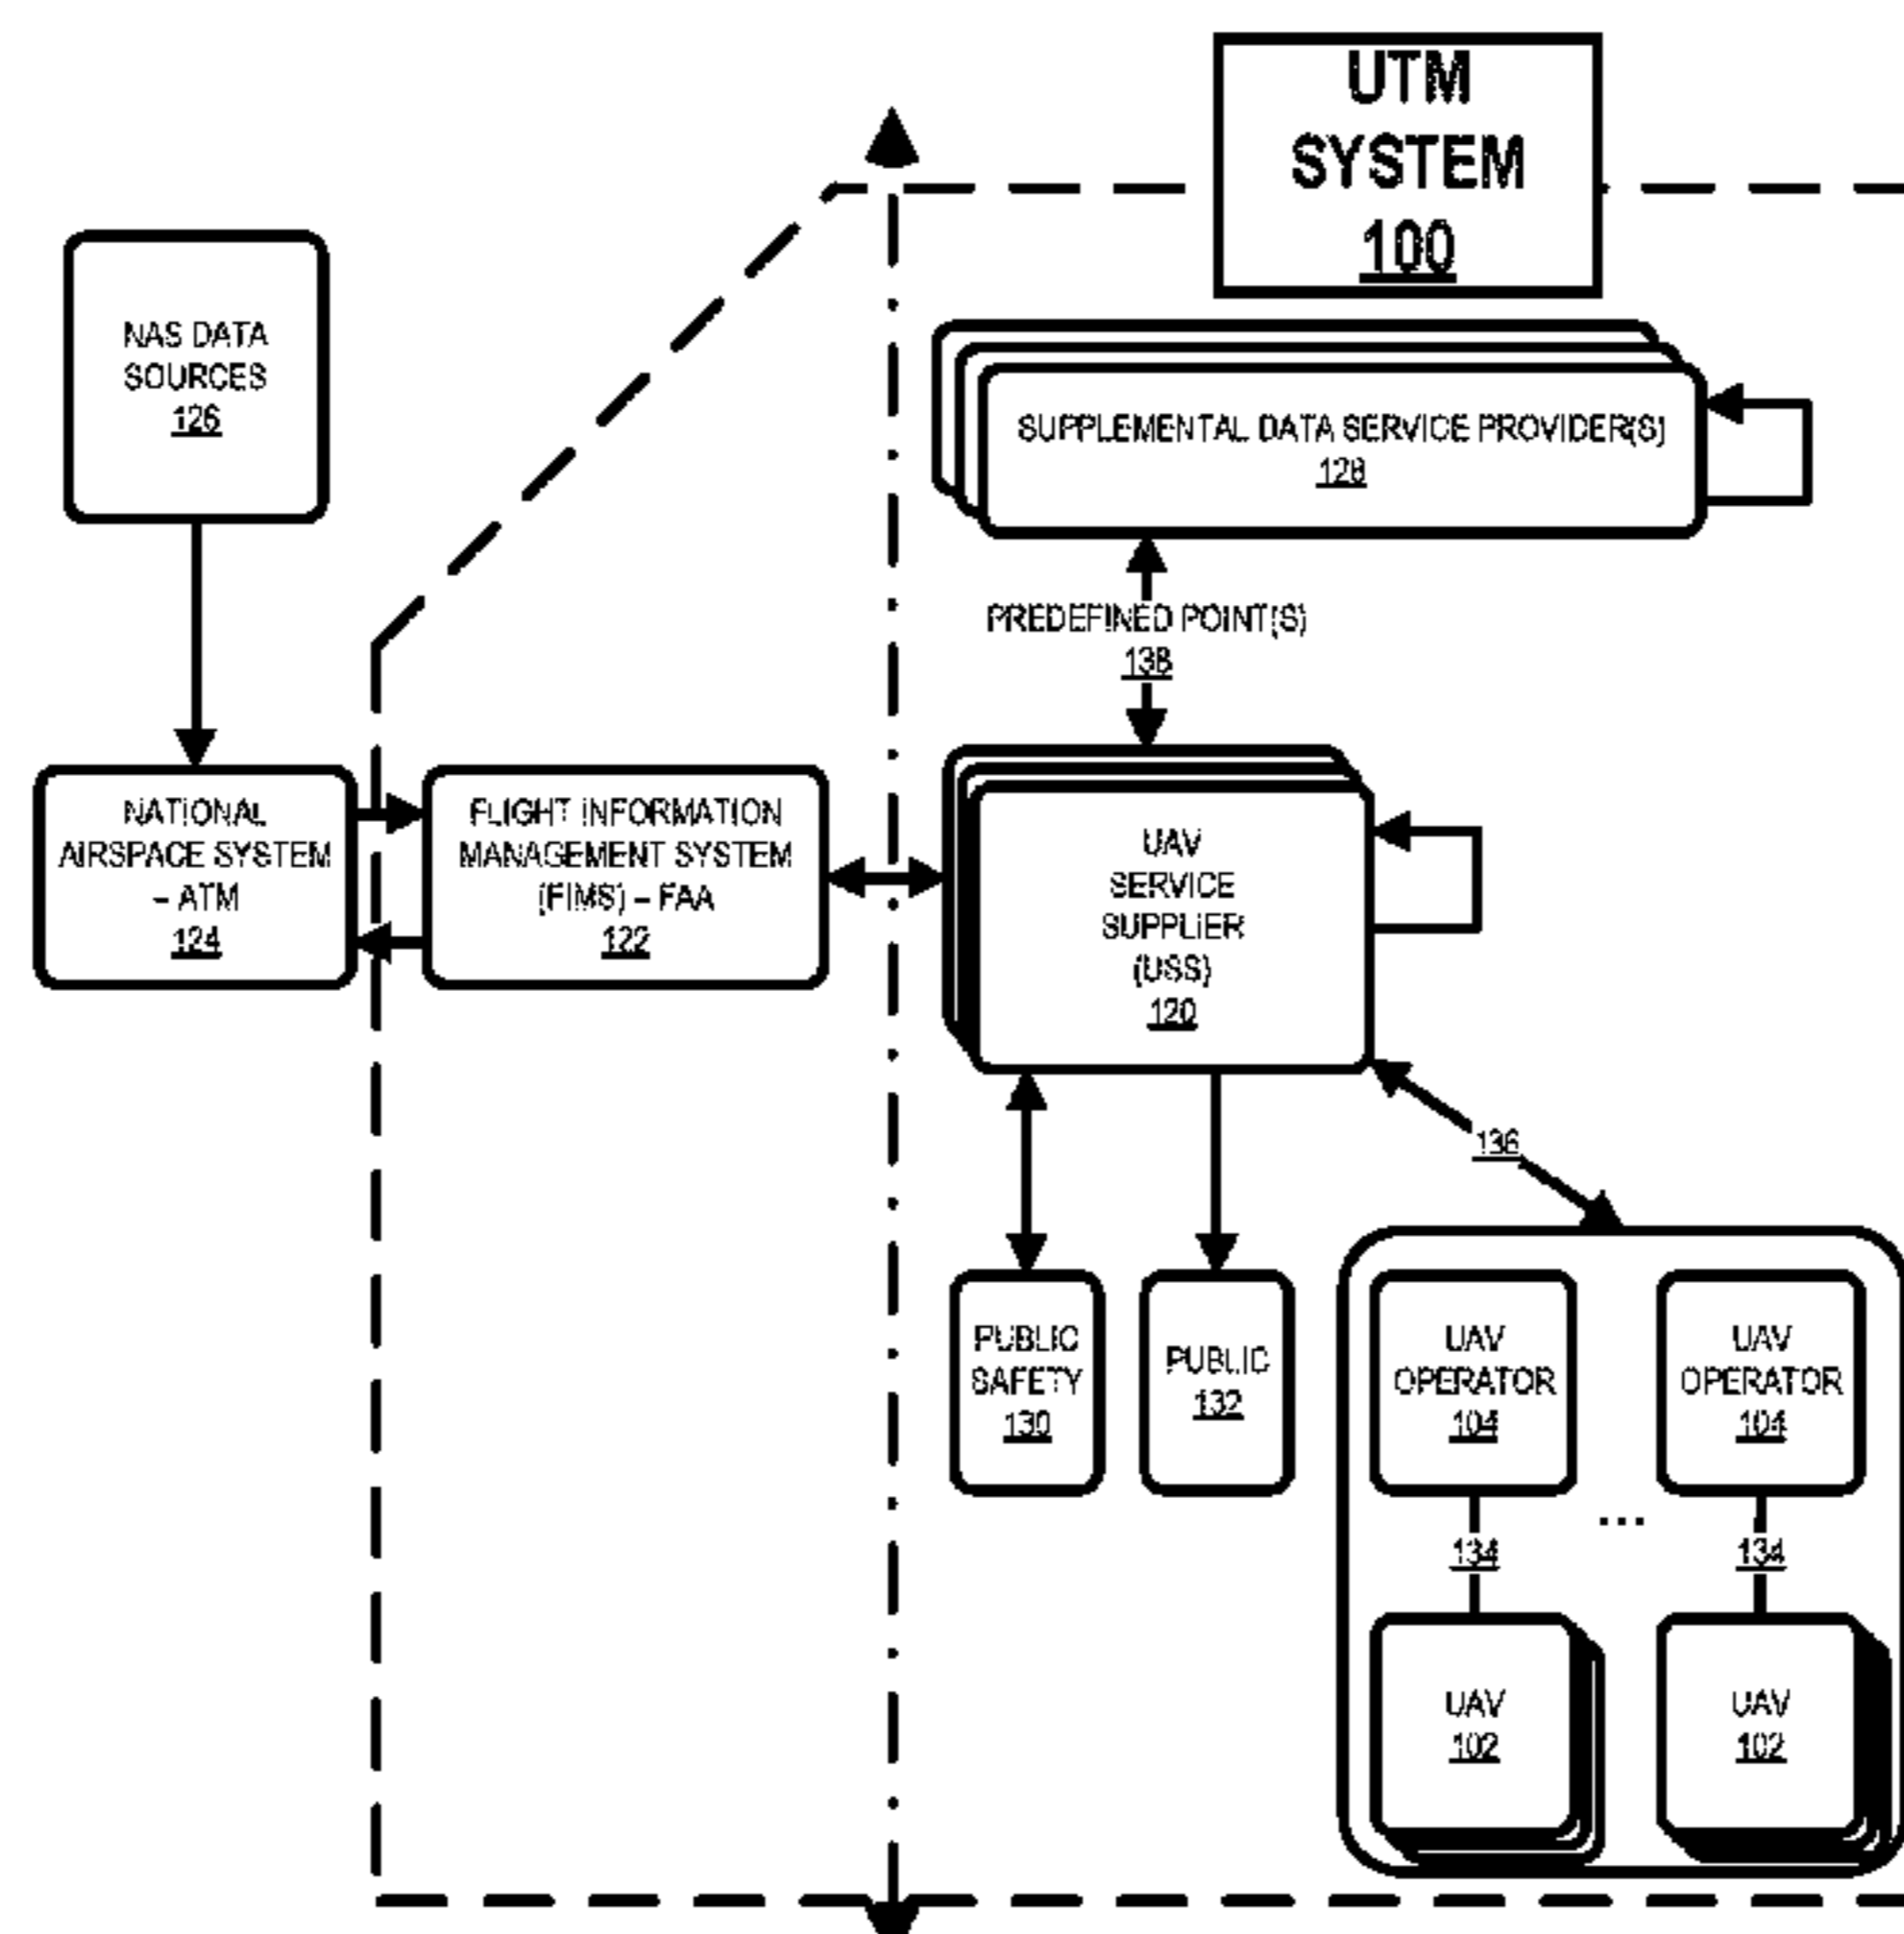 UTM
SYSTEM
100
NAS DATA
SOURCES
126
SUPPLEMENTAL DATA SERVICE PROVIDER(S)
128
PREDEFINED POINT(S)
138
NATIONAL
AIRSPACE SYSTEM
– ATM
124
FLIGHT INFORMATION
MANAGEMENT SYSTEM
(FIMS) – FAA
122
UAV
SERVICE
SUPPLIER
(USS)
120
136
PUBLIC
SAFETY
130
PUBLIC
132
UAV
OPERATOR
104
UAV
OPERATOR
104
...
134
134
UAV
102
UAV
102